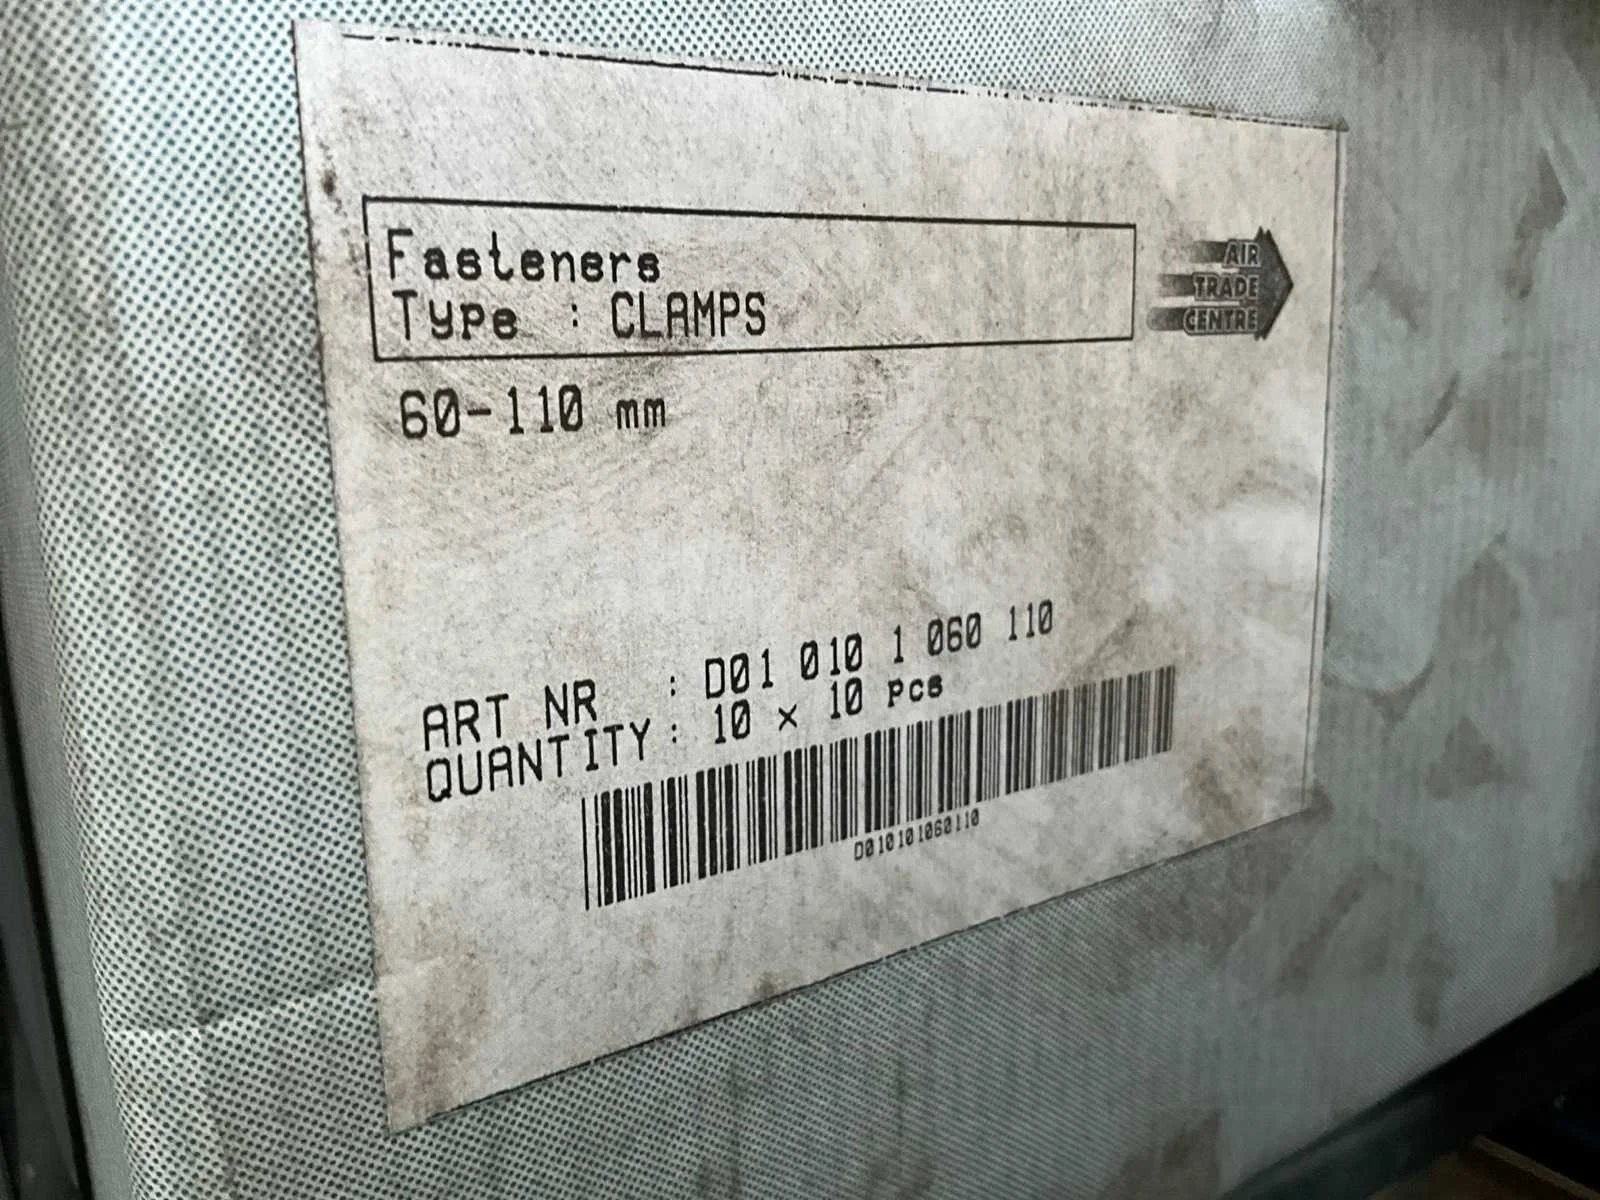 Fasteners
Type : CLAMPS
AIR
TRADE
CENTRE
60-110 mm
ART NR : D01 010 1 060 110
QUANTITY : 10 x 10 Pcs
D010101060110